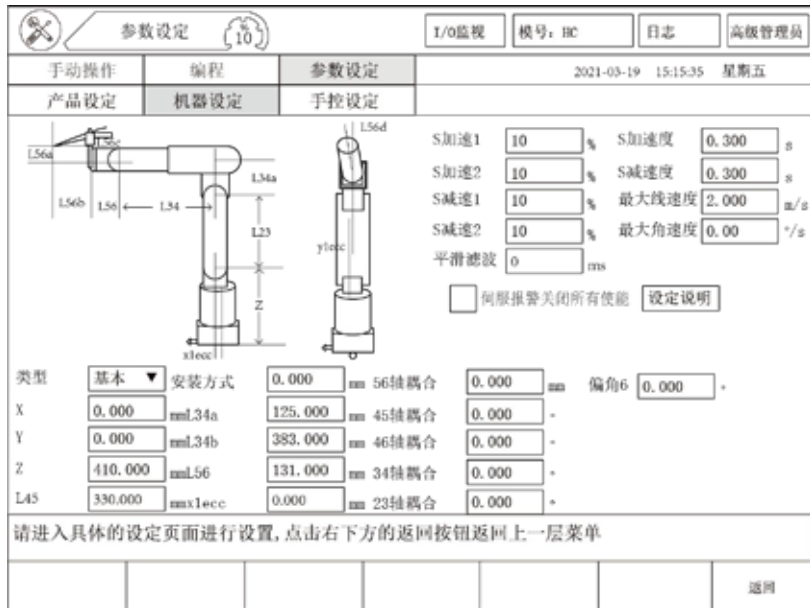 参数设定 % 10 I/O监视 模号: HC 日志 高级管理员
手动操作 编程 参数设定 2021-03-19 15:15:35 星期五
产品设定 机器设定 手控设定
L56d
L56c
L56a
L34a
L56b L56 L34
L23
y1ecc
Z
x1ecc
S加速1 10 % S加速度 0.300 s
S加速2 10 % S减速度 0.300 s
S减速1 10 % 最大线速度 2.000 m/s
S减速2 10 % 最大角速度 0.00 °/s
平滑滤波 0 ms
伺服报警关闭所有使能 设定说明
类型 基本 ▼ 安装方式 0.000 mm 56轴耦合 0.000 mm 偏角6 0.000 °
X 0.000 mmL34a 125.000 mm 45轴耦合 0.000 °
Y 0.000 mmL34b 383.000 mm 46轴耦合 0.000 °
Z 410.000 mmL56 131.000 mm 34轴耦合 0.000 °
L45 330.000 mmx1ecc 0.000 mm 23轴耦合 0.000 °
请进入具体的设定页面进行设置,点击右下方的返回按钮返回上一层菜单
返回